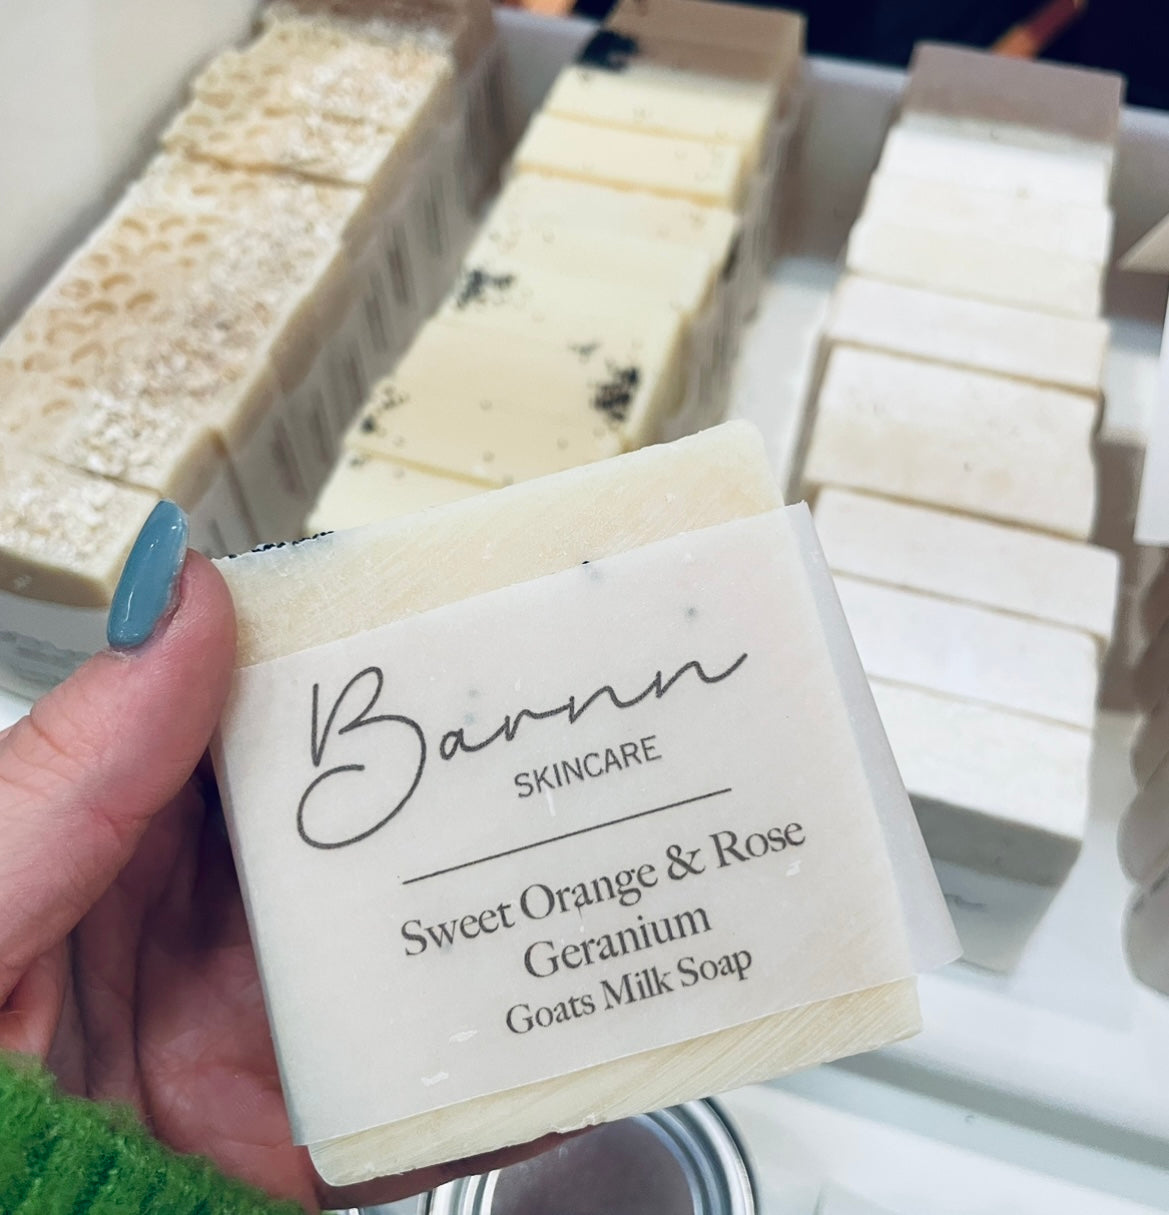 Barnn
SKINCARE
Sweet Orange & Rose
Geranium
Goats Milk Soap